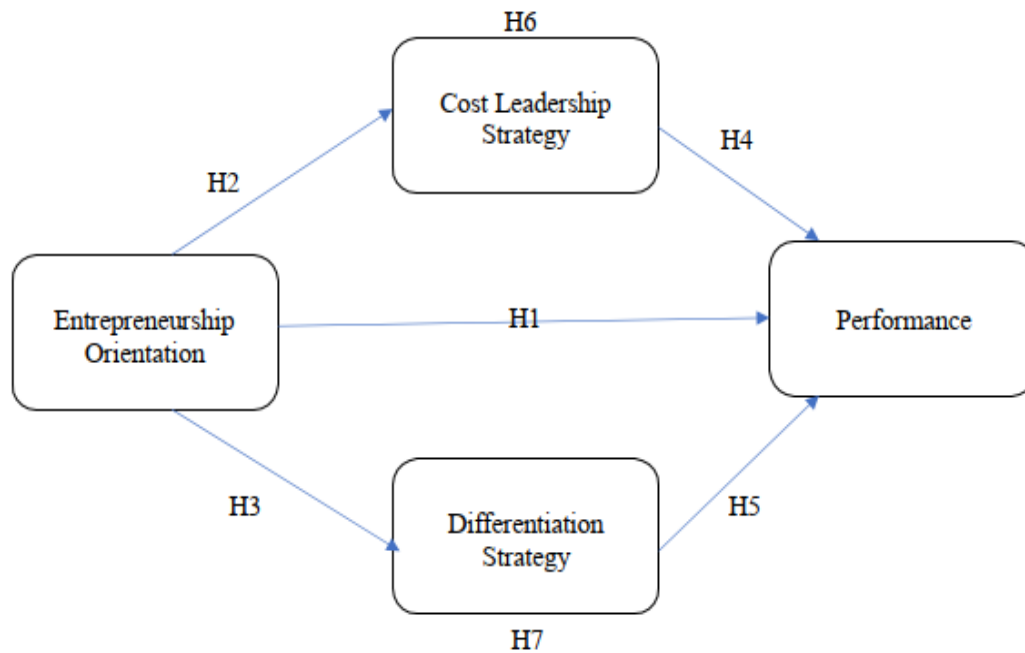 H6
Cost Leadership
Strategy
H4
H2
Entrepreneurship
Orientation
H1
Performance
H3
Differentiation
Strategy
H5
H7